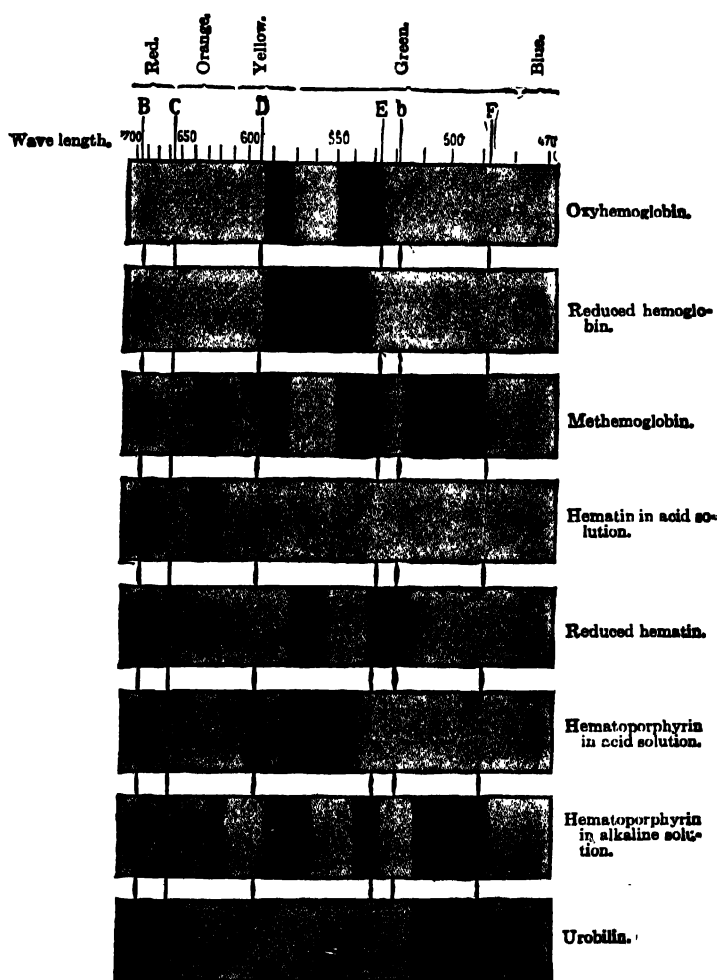 Red. Orange. Yellow. Green. Blue.
B C D E b F
Wave length. 700 650 600 550 500 470
Oxyhemoglobin.
Reduced hemoglo-
bin.
Methemoglobin.
Hematin in acid so-
lution.
Reduced hematin.
Hematoporphyrin
in acid solution.
Hematoporphyrin
in alkaline solu-
tion.
Urobilin.